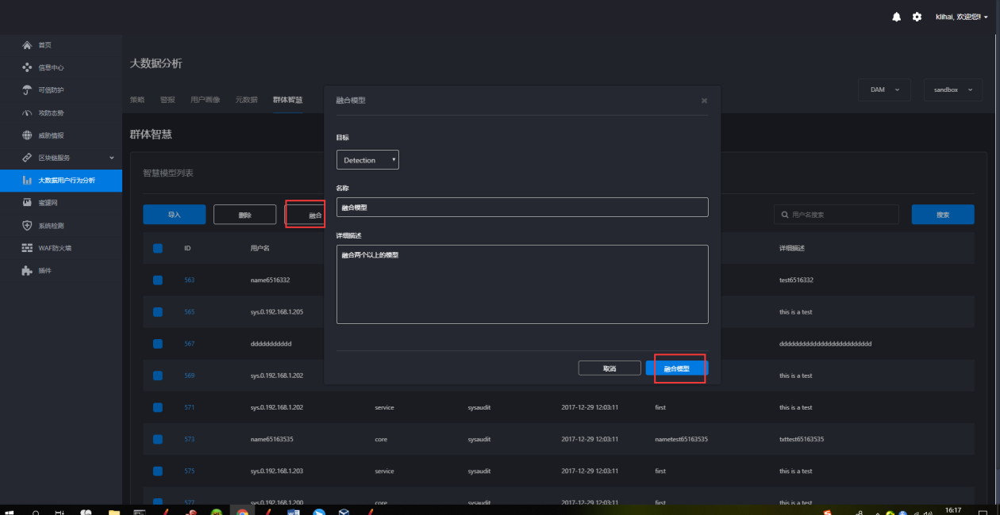 klihai, 欢迎您!
首页
信息中心
可信防护
攻防态势
威胁情报
区块链服务
大数据用户行为分析
蜜罐网
系统检测
WAF防火墙
插件
大数据分析
策略 警报 用户画像 元数据 群体智慧
DAM sandbox
群体智慧
智慧模型列表
导入 删除 融合
用户名搜索 搜索
ID 用户名 详细描述
563 name6516332 test6516332
565 sys.0.192.168.1.205 this is a test
567 ddddddddddd ddddddddddddddddddddddddd
569 sys.0.192.168.1.202 this is a test
571 sys.0.192.168.1.202 service sysaudit 2017-12-29 12:03:11 first this is a test
573 name65163535 core sysaudit 2017-12-29 12:03:11 nametest65163535 txttest65163535
575 sys.0.192.168.1.203 service sysaudit 2017-12-29 12:03:11 first this is a test
577 sys.0.192.168.1.200 core sysaudit 2017-12-29 12:03:11 first this is a test
融合模型
目标
Detection
名称
融合模型
详细描述
融合两个以上的模型
取消 融合模型
16:17